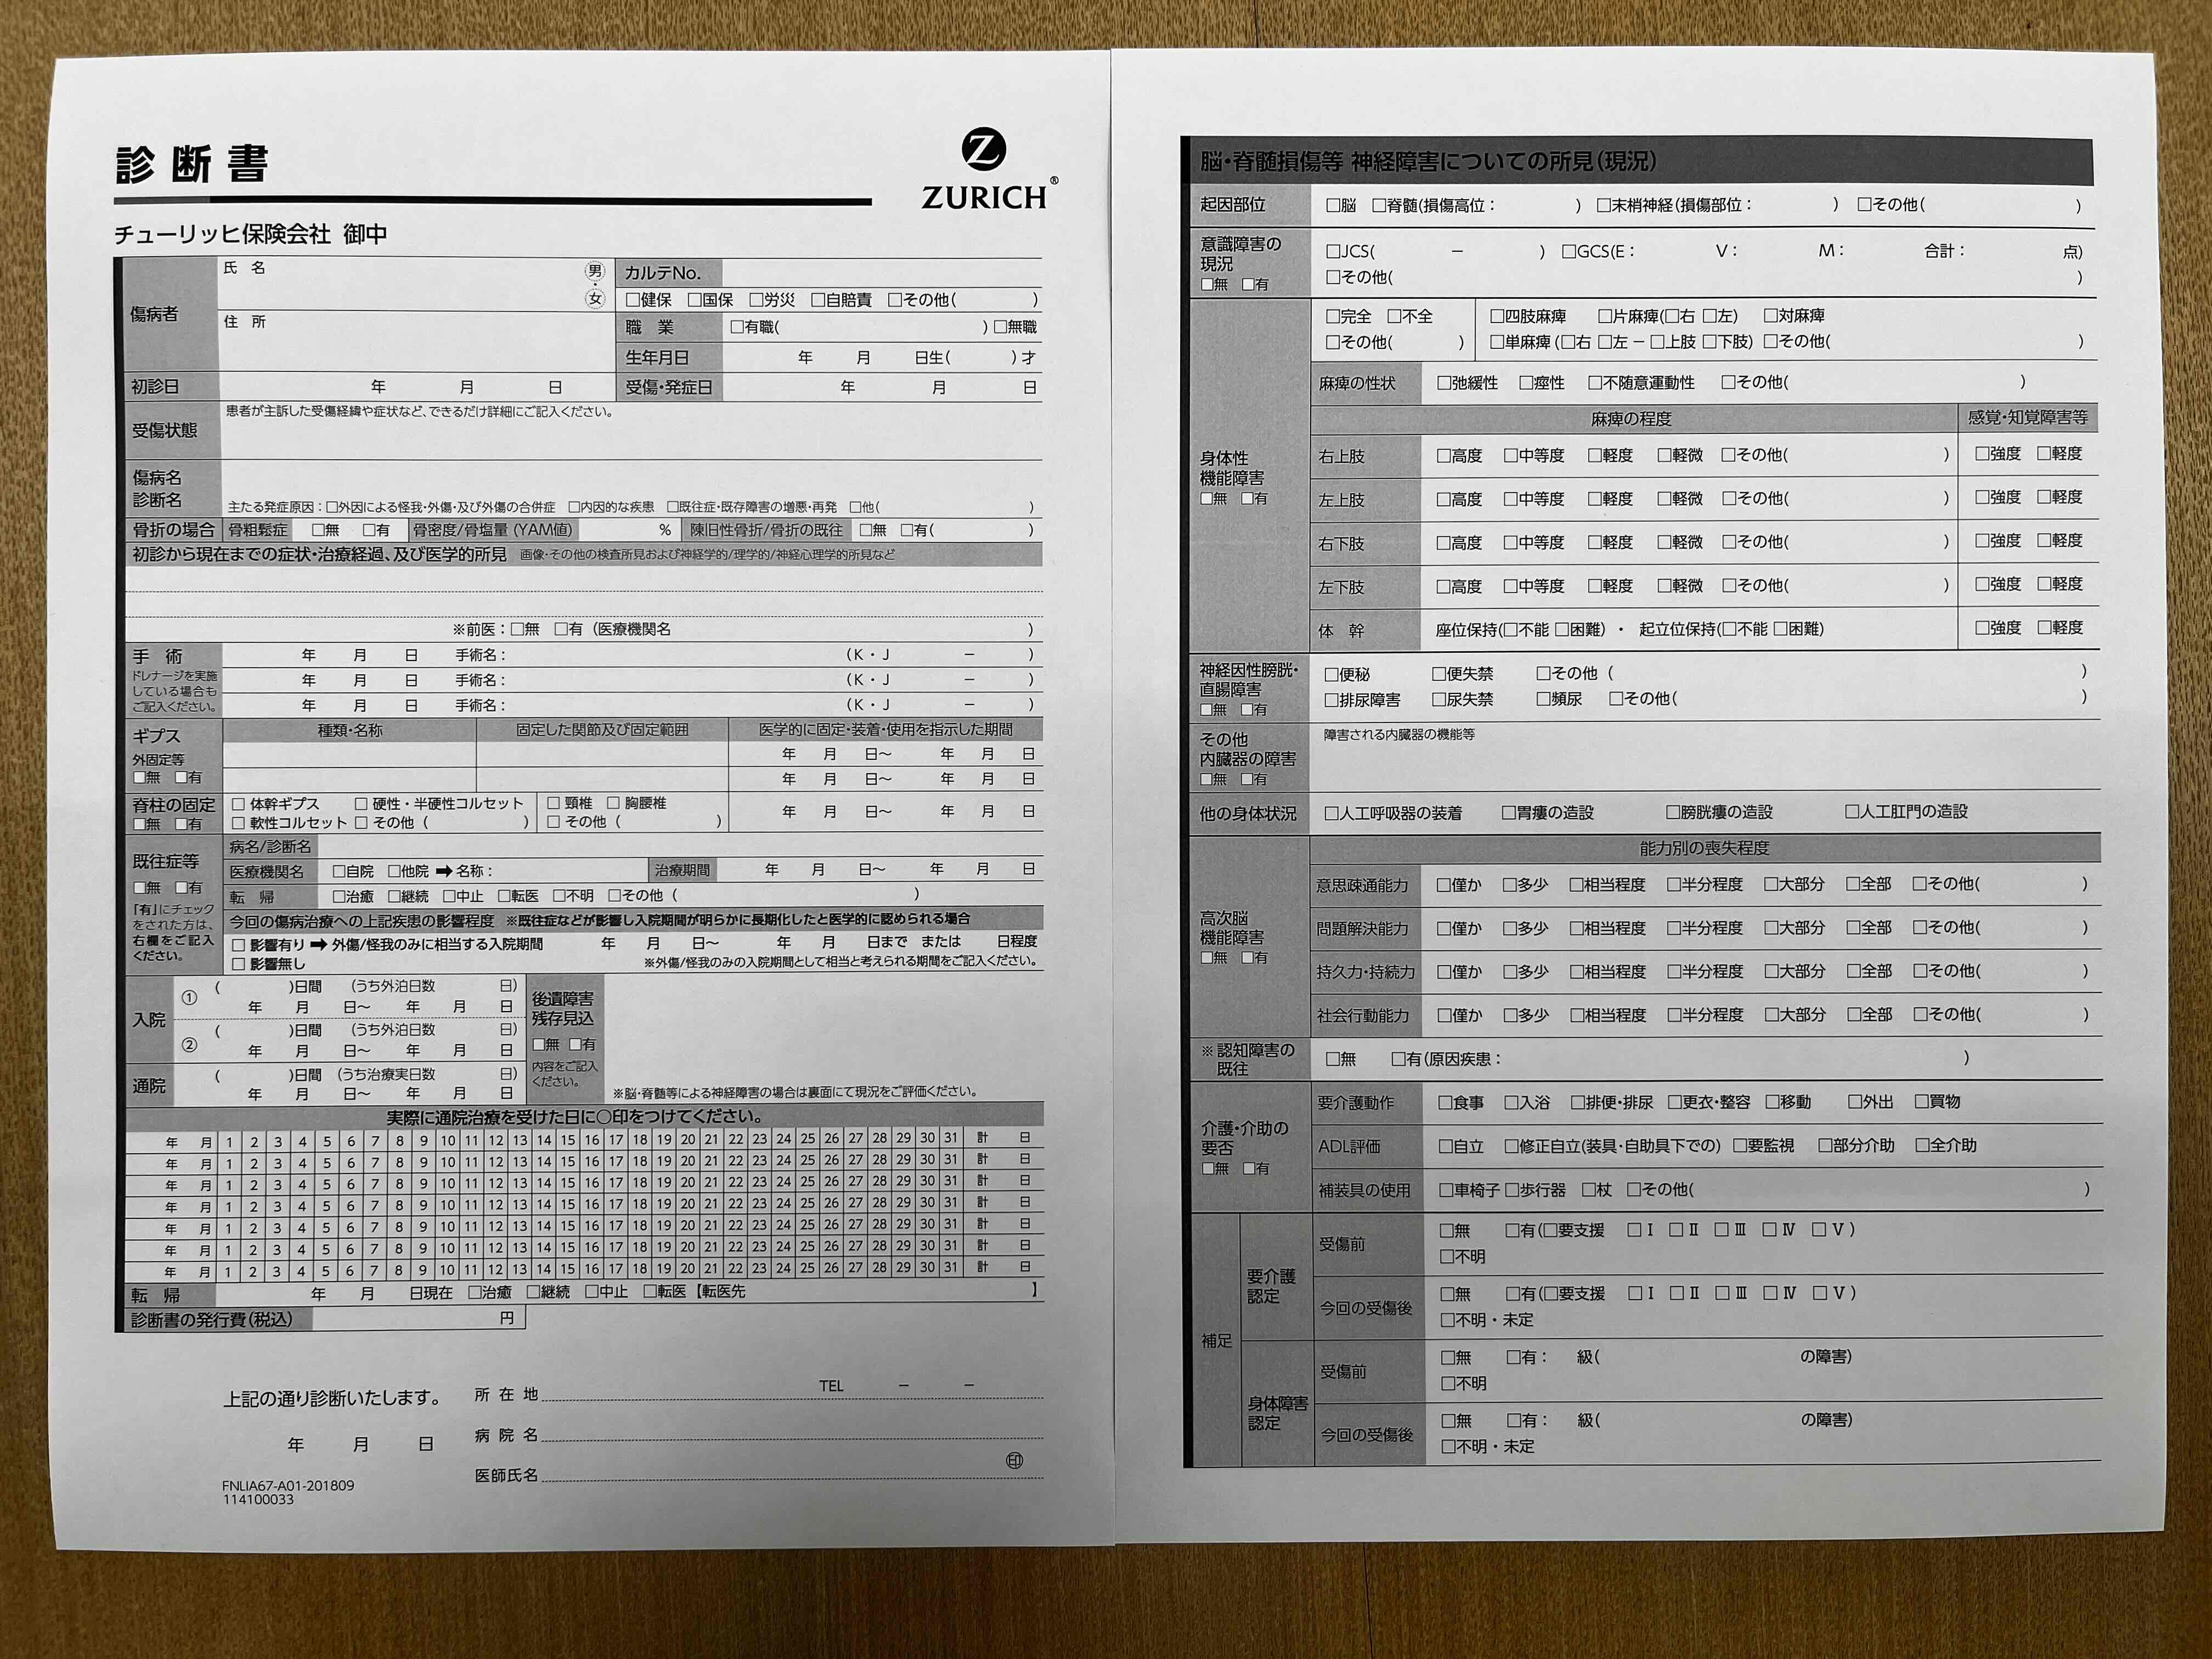 診断書
Z
ZURICH®
チューリッヒ保険会社 御中
傷病者
氏 名
男・女
カルテNo.
□健保 □国保 □労災 □自賠責 □その他( )
住 所
職 業 □有職( ) □無職
生年月日 年 月 日生( )才
初診日 年 月 日 受傷・発症日 年 月 日
受傷状態 患者が主訴した受傷経緯や症状など、できるだけ詳細にご記入ください。
傷病名
診断名
主たる発症原因：□外因による怪我・外傷・及び外傷の合併症 □内因的な疾患 □既往症・既存障害の増悪・再発 □他( )
骨折の場合 骨粗鬆症 □無 □有 骨密度/骨塩量 (YAM値) % 陳旧性骨折/骨折の既往 □無 □有( )
初診から現在までの症状・治療経過、及び医学的所見 画像・その他の検査所見および神経学的/理学的/神経心理学的所見など
※前医：□無 □有（医療機関名 )
手 術
ドレナージを実施
している場合も
ご記入ください。
年 月 日 手術名： (K・J － )
年 月 日 手術名： (K・J － )
年 月 日 手術名： (K・J － )
ギプス
外固定等
□無 □有
種類・名称 固定した関節及び固定範囲 医学的に固定・装着・使用を指示した期間
年 月 日～ 年 月 日
年 月 日～ 年 月 日
脊柱の固定
□無 □有
□ 体幹ギプス □ 硬性・半硬性コルセット □ 頸椎 □ 胸腰椎
□ 軟性コルセット □ その他（ ） □ その他（ ）
年 月 日～ 年 月 日
既往症等
□無 □有
「有」にチェック
をされた方は、
右欄をご記入
ください。
病名/診断名
医療機関名 □自院 □他院 ➡ 名称： 治療期間 年 月 日～ 年 月 日
転 帰 □治癒 □継続 □中止 □転医 □不明 □その他（ ）
今回の傷病治療への上記疾患の影響程度 ※既往症などが影響し入院期間が明らかに長期化したと医学的に認められる場合
□ 影響有り ➡ 外傷/怪我のみに相当する入院期間 年 月 日～ 年 月 日まで または 日程度
□ 影響無し ※外傷/怪我のみの入院期間として相当と考えられる期間をご記入ください。
入院
① ( )日間 (うち外泊日数 日)
年 月 日～ 年 月 日
② ( )日間 (うち外泊日数 日)
年 月 日～ 年 月 日
通院
( )日間 (うち治療実日数 日)
年 月 日～ 年 月 日
後遺障害
残存見込
□無 □有
内容をご記入
ください。
※脳・脊髄等による神経障害の場合は裏面にて現況をご評価ください。
実際に通院治療を受けた日に○印をつけてください。
年 月 1 2 3 4 5 6 7 8 9 10 11 12 13 14 15 16 17 18 19 20 21 22 23 24 25 26 27 28 29 30 31 計 日
年 月 1 2 3 4 5 6 7 8 9 10 11 12 13 14 15 16 17 18 19 20 21 22 23 24 25 26 27 28 29 30 31 計 日
年 月 1 2 3 4 5 6 7 8 9 10 11 12 13 14 15 16 17 18 19 20 21 22 23 24 25 26 27 28 29 30 31 計 日
年 月 1 2 3 4 5 6 7 8 9 10 11 12 13 14 15 16 17 18 19 20 21 22 23 24 25 26 27 28 29 30 31 計 日
年 月 1 2 3 4 5 6 7 8 9 10 11 12 13 14 15 16 17 18 19 20 21 22 23 24 25 26 27 28 29 30 31 計 日
年 月 1 2 3 4 5 6 7 8 9 10 11 12 13 14 15 16 17 18 19 20 21 22 23 24 25 26 27 28 29 30 31 計 日
年 月 1 2 3 4 5 6 7 8 9 10 11 12 13 14 15 16 17 18 19 20 21 22 23 24 25 26 27 28 29 30 31 計 日
転 帰 年 月 日現在 □治癒 □継続 □中止 □転医【転医先 】
診断書の発行費(税込) 円
上記の通り診断いたします。
年 月 日
所 在 地 TEL － －
病 院 名
医師氏名 ㊞
FNLIA67-A01-201809
114100033
脳・脊髄損傷等 神経障害についての所見(現況)
起因部位 □脳 □脊髄(損傷高位： ) □末梢神経(損傷部位： ) □その他( )
意識障害の
現況
□無 □有
□JCS( － ) □GCS(E： V： M： 合計： 点)
□その他( )
身体性
機能障害
□無 □有
□完全 □不全 □四肢麻痺 □片麻痺(□右 □左) □対麻痺
□その他( ) □単麻痺 (□右 □左 － □上肢 □下肢) □その他( )
麻痺の性状 □弛緩性 □痙性 □不随意運動性 □その他( )
麻痺の程度 感覚・知覚障害等
右上肢 □高度 □中等度 □軽度 □軽微 □その他( ) □強度 □軽度
左上肢 □高度 □中等度 □軽度 □軽微 □その他( ) □強度 □軽度
右下肢 □高度 □中等度 □軽度 □軽微 □その他( ) □強度 □軽度
左下肢 □高度 □中等度 □軽度 □軽微 □その他( ) □強度 □軽度
体 幹 座位保持(□不能 □困難) ・ 起立位保持(□不能 □困難) □強度 □軽度
神経因性膀胱・
直腸障害
□無 □有
□便秘 □便失禁 □その他 ( )
□排尿障害 □尿失禁 □頻尿 □その他( )
その他
内臓器の障害
□無 □有
障害される内臓器の機能等
他の身体状況 □人工呼吸器の装着 □胃瘻の造設 □膀胱瘻の造設 □人工肛門の造設
高次脳
機能障害
□無 □有
能力別の喪失程度
意思疎通能力 □僅か □多少 □相当程度 □半分程度 □大部分 □全部 □その他( )
問題解決能力 □僅か □多少 □相当程度 □半分程度 □大部分 □全部 □その他( )
持久力・持続力 □僅か □多少 □相当程度 □半分程度 □大部分 □全部 □その他( )
社会行動能力 □僅か □多少 □相当程度 □半分程度 □大部分 □全部 □その他( )
※認知障害の
既往
□無 □有(原因疾患： )
介護・介助の
要否
□無 □有
要介護動作 □食事 □入浴 □排便・排尿 □更衣・整容 □移動 □外出 □買物
ADL評価 □自立 □修正自立(装具・自助具下での) □要監視 □部分介助 □全介助
補装具の使用 □車椅子 □歩行器 □杖 □その他( )
補足
要介護
認定
受傷前 □無 □有(□要支援 □Ⅰ □Ⅱ □Ⅲ □Ⅳ □Ⅴ)
□不明
今回の受傷後 □無 □有(□要支援 □Ⅰ □Ⅱ □Ⅲ □Ⅳ □Ⅴ)
□不明・未定
身体障害
認定
受傷前 □無 □有： 級( の障害)
□不明
今回の受傷後 □無 □有： 級( の障害)
□不明・未定